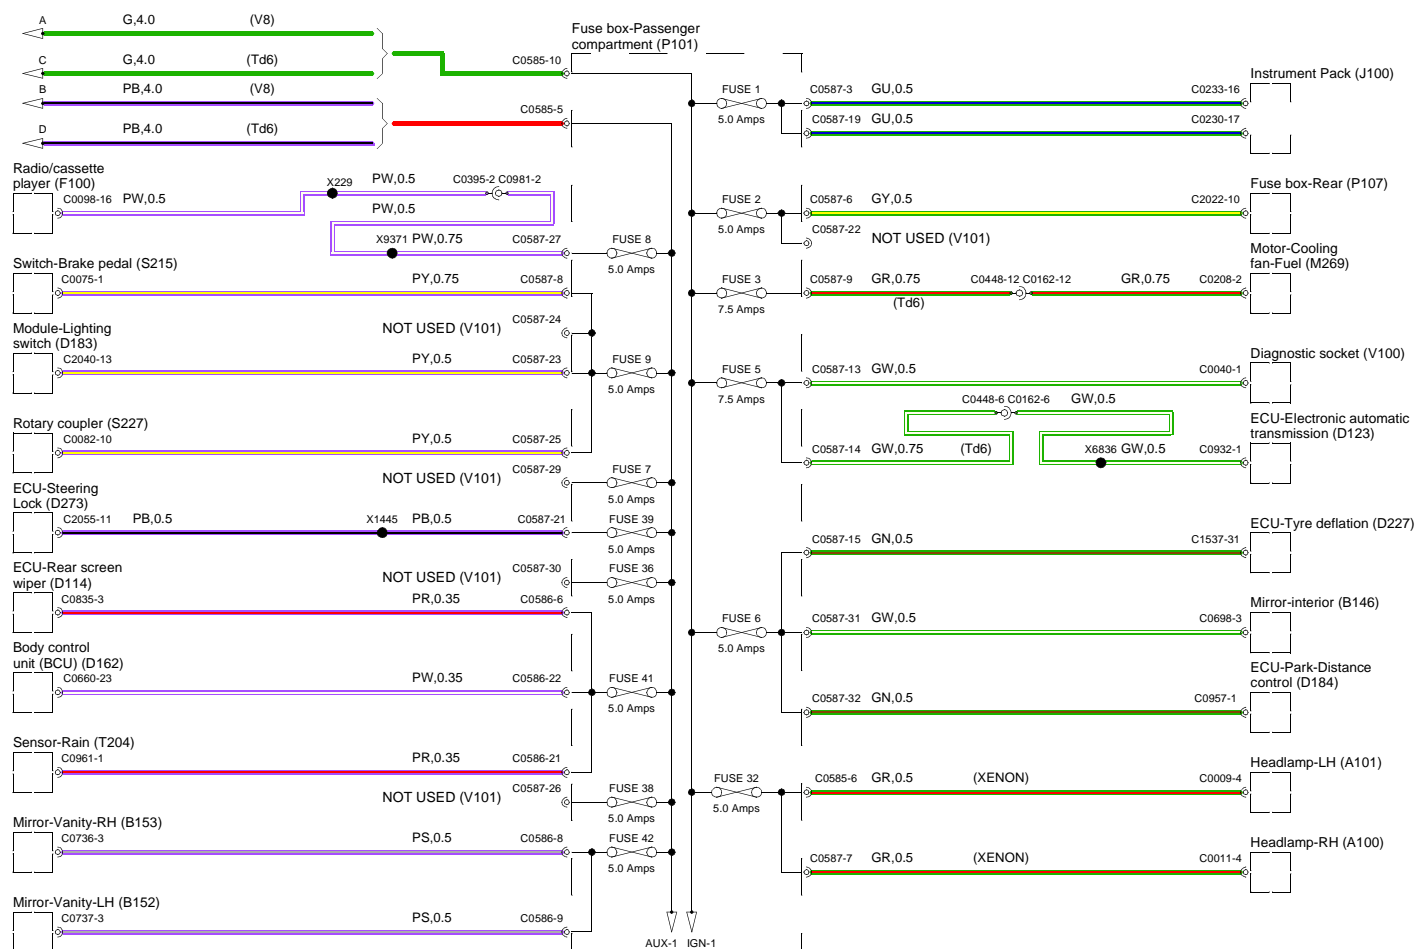 A G,4.0 (V8)
C G,4.0 (Td6)
B PB,4.0 (V8)
D PB,4.0 (Td6)
C0585-10
C0585-5
Fuse box-Passenger
compartment (P101)
Radio/cassette
player (F100)
C0098-16 PW,0.5
X229 PW,0.5 C0395-2 C0981-2
PW,0.5
X9371 PW,0.75 C0587-27 FUSE 8
5.0 Amps
Switch-Brake pedal (S215)
C0075-1 PY,0.75 C0587-8
NOT USED (V101) C0587-24
Module-Lighting
switch (D183)
C2040-13 PY,0.5 C0587-23 FUSE 9
5.0 Amps
Rotary coupler (S227)
C0082-10 PY,0.5 C0587-25
NOT USED (V101) C0587-29 FUSE 7
5.0 Amps
ECU-Steering
Lock (D273)
C2055-11 PB,0.5 X1445 PB,0.5 C0587-21 FUSE 39
5.0 Amps
ECU-Rear screen
wiper (D114)
NOT USED (V101) C0587-30 FUSE 36
5.0 Amps
C0835-3 PR,0.35 C0586-6
Body control
unit (BCU) (D162)
C0660-23 PW,0.35 C0586-22 FUSE 41
5.0 Amps
Sensor-Rain (T204)
C0961-1 PR,0.35 C0586-21
NOT USED (V101) C0587-26 FUSE 38
5.0 Amps
Mirror-Vanity-RH (B153)
C0736-3 PS,0.5 C0586-8 FUSE 42
5.0 Amps
Mirror-Vanity-LH (B152)
C0737-3 PS,0.5 C0586-9
AUX-1 IGN-1
FUSE 1
5.0 Amps
C0587-3 GU,0.5 C0233-16
C0587-19 GU,0.5 C0230-17
Instrument Pack (J100)
FUSE 2
5.0 Amps
C0587-6 GY,0.5 C2022-10
Fuse box-Rear (P107)
C0587-22 NOT USED (V101)
FUSE 3
7.5 Amps
C0587-9 GR,0.75 C0448-12 C0162-12 GR,0.75 C0208-2
(Td6)
Motor-Cooling
fan-Fuel (M269)
FUSE 5
7.5 Amps
C0587-13 GW,0.5 C0040-1
Diagnostic socket (V100)
C0448-6 C0162-6 GW,0.5
C0587-14 GW,0.75 (Td6) X6836 GW,0.5 C0932-1
ECU-Electronic automatic
transmission (D123)
C0587-15 GN,0.5 C1537-31
ECU-Tyre deflation (D227)
FUSE 6
5.0 Amps
C0587-31 GW,0.5 C0698-3
Mirror-interior (B146)
C0587-32 GN,0.5 C0957-1
ECU-Park-Distance
control (D184)
FUSE 32
5.0 Amps
C0585-6 GR,0.5 (XENON) C0009-4
Headlamp-LH (A101)
C0587-7 GR,0.5 (XENON) C0011-4
Headlamp-RH (A100)